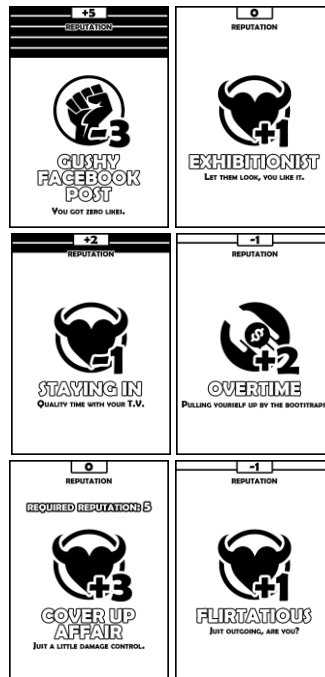 +5
REPUTATION
-3
GUSHY
FACEBOOK
POST
YOU GOT ZERO LIKES.
0
REPUTATION
+1
EXHIBITIONIST
LET THEM LOOK, YOU LIKE IT.
+2
REPUTATION
-1
STAYING IN
QUALITY TIME WITH YOUR T.V.
-1
REPUTATION
$
+2
OVERTIME
PULLING YOURSELF UP BY THE BOOTSTRAPS
0
REPUTATION
REQUIRED REPUTATION: 5
+3
COVER UP
AFFAIR
JUST A LITTLE DAMAGE CONTROL.
-1
REPUTATION
+1
FLIRTATIOUS
JUST OUTGOING, ARE YOU?